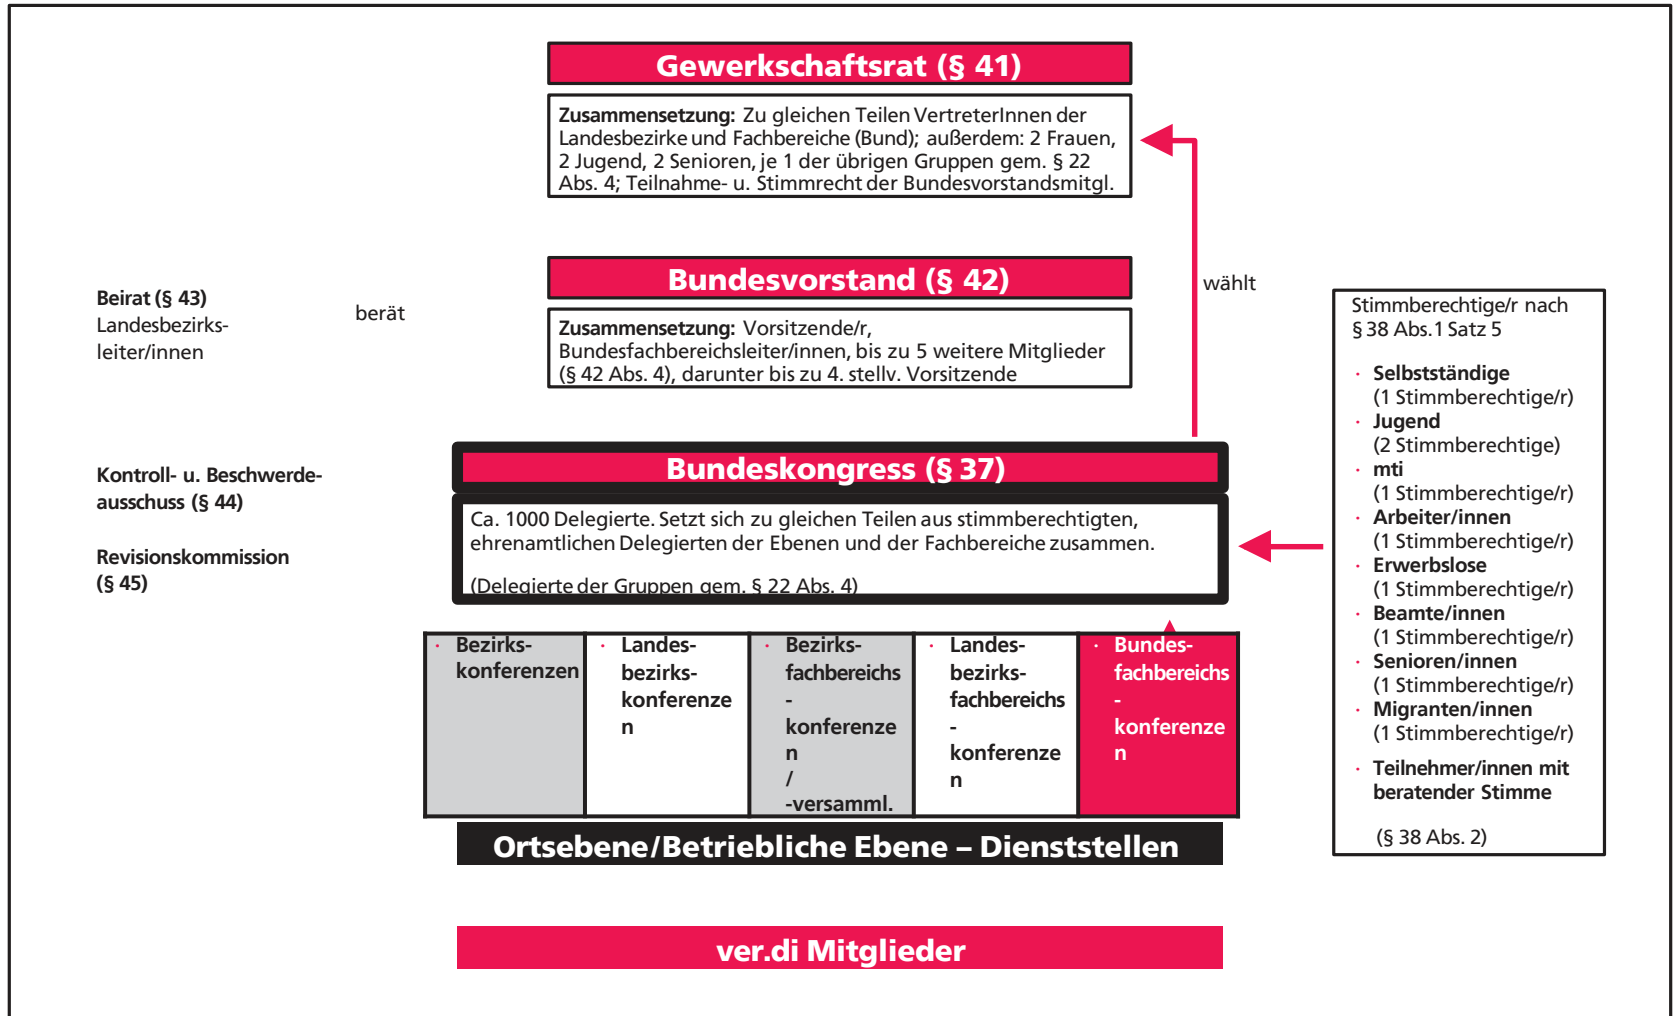 Gewerkschaftsrat (§ 41)
Zusammensetzung: Zu gleichen Teilen VertreterInnen der
Landesbezirke und Fachbereiche (Bund); außerdem: 2 Frauen,
2 Jugend, 2 Senioren, je 1 der übrigen Gruppen gem. § 22
Abs. 4; Teilnahme- u. Stimmrecht der Bundesvorstandsmitgl.
Beirat (§ 43)
Landesbezirks-
leiter/innen
berät
Bundesvorstand (§ 42)
Zusammensetzung: Vorsitzende/r,
Bundesfachbereichsleiter/innen, bis zu 5 weitere Mitglieder
(§ 42 Abs. 4), darunter bis zu 4. stellv. Vorsitzende
wählt
Kontroll- u. Beschwerde-
ausschuss (§ 44)
Revisionskommission
(§ 45)
Bundeskongress (§ 37)
Ca. 1000 Delegierte. Setzt sich zu gleichen Teilen aus stimmberechtigten,
ehrenamtlichen Delegierten der Ebenen und der Fachbereiche zusammen.
(Delegierte der Gruppen gem. § 22 Abs. 4)
Stimmberechtige/r nach
§ 38 Abs.1 Satz 5
· Selbstständige
(1 Stimmberechtige/r)
· Jugend
(2 Stimmberechtige)
· mti
(1 Stimmberechtige/r)
· Arbeiter/innen
(1 Stimmberechtige/r)
· Erwerbslose
(1 Stimmberechtige/r)
· Beamte/innen
(1 Stimmberechtige/r)
· Senioren/innen
(1 Stimmberechtige/r)
· Migranten/innen
(1 Stimmberechtige/r)
· Teilnehmer/innen mit
beratender Stimme
(§ 38 Abs. 2)
· Bezirks-
konferenzen
· Landes-
bezirks-
konferenze
n
· Bezirks-
fachbereichs
-
konferenze
n
/
-versamml.
· Landes-
bezirks-
fachbereichs
-
konferenze
n
· Bundes-
fachbereichs
-
konferenze
n
Ortsebene/Betriebliche Ebene – Dienststellen
ver.di Mitglieder